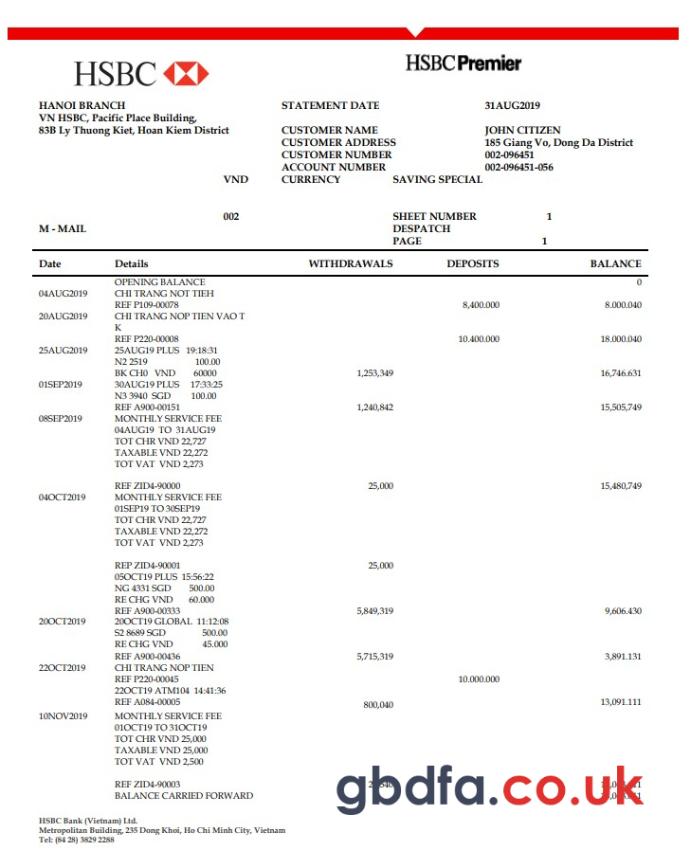 HSBC
HSBC Premier
HANOI BRANCH
VN HSBC, Pacific Place Building,
83B Ly Thuong Kiet, Hoan Kiem District
STATEMENT DATE 31AUG2019
CUSTOMER NAME JOHN CITIZEN
CUSTOMER ADDRESS 185 Giang Vo, Dong Da District
CUSTOMER NUMBER 002-096451
ACCOUNT NUMBER 002-096451-056
VND CURRENCY SAVING SPECIAL
002 SHEET NUMBER 1
M - MAIL DESPATCH
PAGE 1
Date Details WITHDRAWALS DEPOSITS BALANCE
OPENING BALANCE 0
04AUG2019 CHI TRANG NOT TIEH
REF P109-00078 8,400.000 8.000.040
20AUG2019 CHI TRANG NOP TIEN VAO T
K
REF P220-00008 10.400.000 18.000.040
25AUG2019 25AUG19 PLUS 19:18:31
N2 2519 100.00
BK CH0 VND 60000 1,253,349 16,746.631
01SEP2019 30AUG19 PLUS 17:33:25
N3 3940 SGD 100.00
REF A900-00151 1,240,842 15,505,749
08SEP2019 MONTHLY SERVICE FEE
04AUG19 TO 31AUG19
TOT CHR VND 22,727
TAXABLE VND 22,272
TOT VAT VND 2,273
REF ZID4-90000 25,000 15,480,749
04OCT2019 MONTHLY SERVICE FEE
01SEP19 TO 30SEP19
TOT CHR VND 22,727
TAXABLE VND 22,272
TOT VAT VND 2,273
REP ZID4-90001 25,000
05OCT19 PLUS 15:56:22
NG 4331 SGD 500.00
RE CHG VND 60.000
REF A900-00333 5,849,319 9,606.430
20OCT2019 20OCT19 GLOBAL 11:12:08
S2 8689 SGD 500.00
RE CHG VND 45.000
REF A900-00436 5,715,319 3,891.131
22OCT2019 CHI TRANG NOP TIEN
REF P220-00045 10.000.000
22OCT19 ATM104 14:41:36
REF A084-00005 800,040 13,091.111
10NOV2019 MONTHLY SERVICE FEE
01OCT19 TO 31OCT19
TOT CHR VND 25,000
TAXABLE VND 25,000
TOT VAT VND 2,500
REF ZID4-90003
BALANCE CARRIED FORWARD
gbdfa.co.uk
HSBC Bank (Vietnam) Ltd.
Metropolitan Building, 235 Dong Khoi, Ho Chi Minh City, Vietnam
Tel: (84 28) 3829 2288